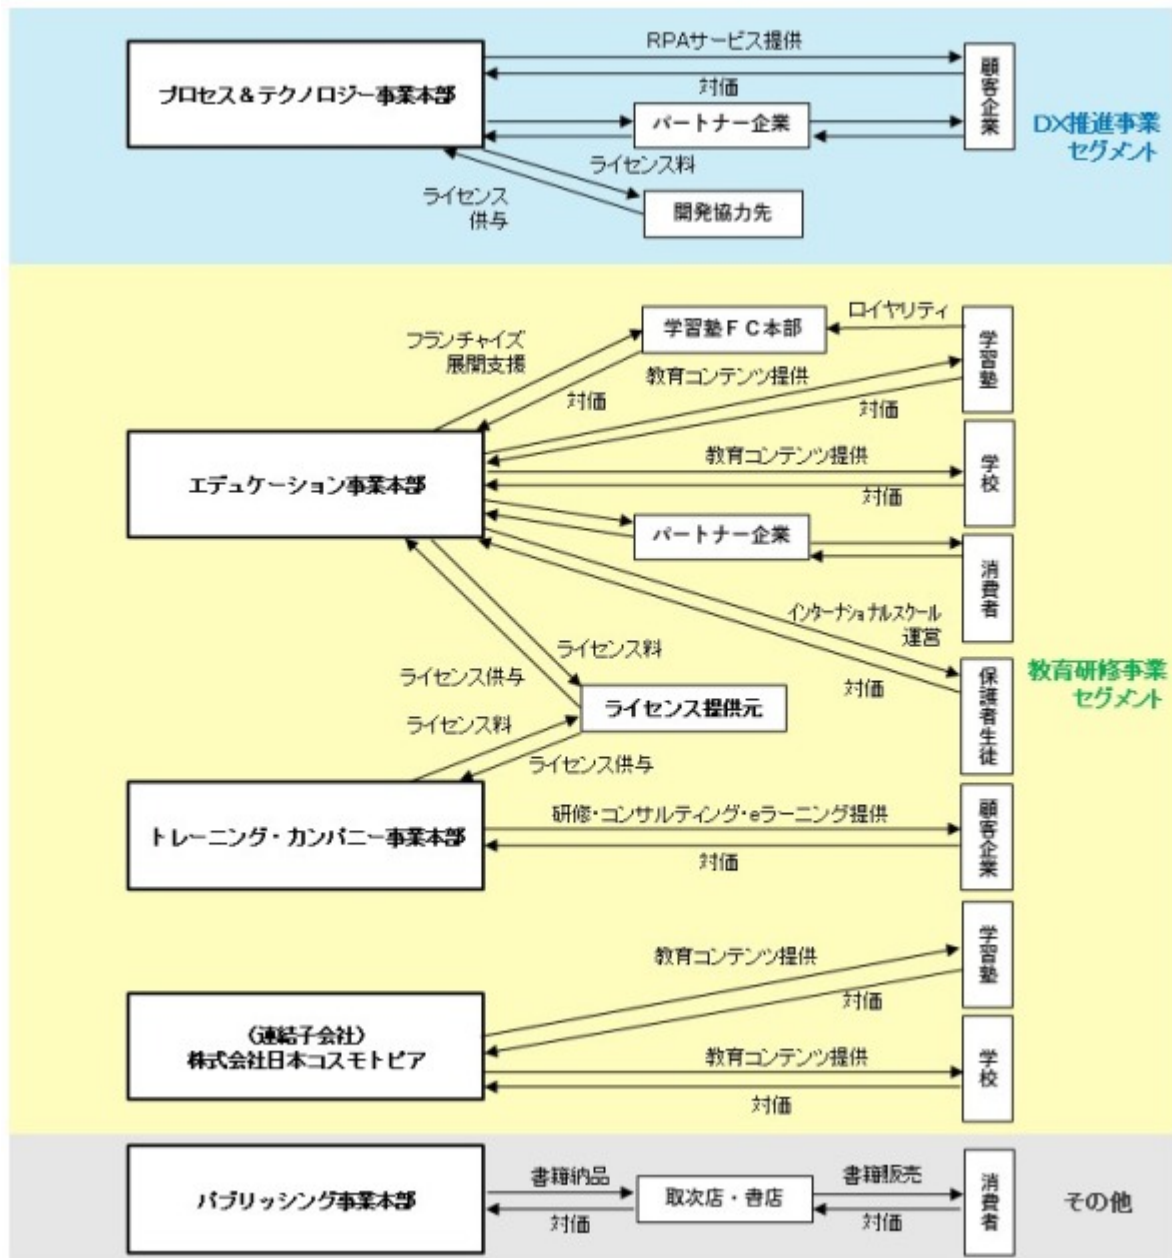 RPAサービス提供
対価
プロセス＆テクノロジー事業本部
パートナー企業
顧客企業
DX推進事業
セグメント
ライセンス料
ライセンス
供与
開発協力先
フランチャイズ
展開支援
学習塾ＦＣ本部
ロイヤリティ
学習塾
教育コンテンツ提供
対価
対価
エデュケーション事業本部
教育コンテンツ提供
対価
学校
パートナー企業
消費者
インターナショナルスクール
運営
対価
保護者生徒
教育研修事業
セグメント
ライセンス料
ライセンス供与
ライセンス提供元
ライセンス料
ライセンス供与
トレーニング・カンパニー事業本部
研修・コンサルティング・eラーニング提供
対価
顧客企業
教育コンテンツ提供
対価
学習塾
（連結子会社）
株式会社日本コスモトピア
教育コンテンツ提供
対価
学校
パブリッシング事業本部
書籍納品
対価
取次店・書店
書籍販売
対価
消費者
その他